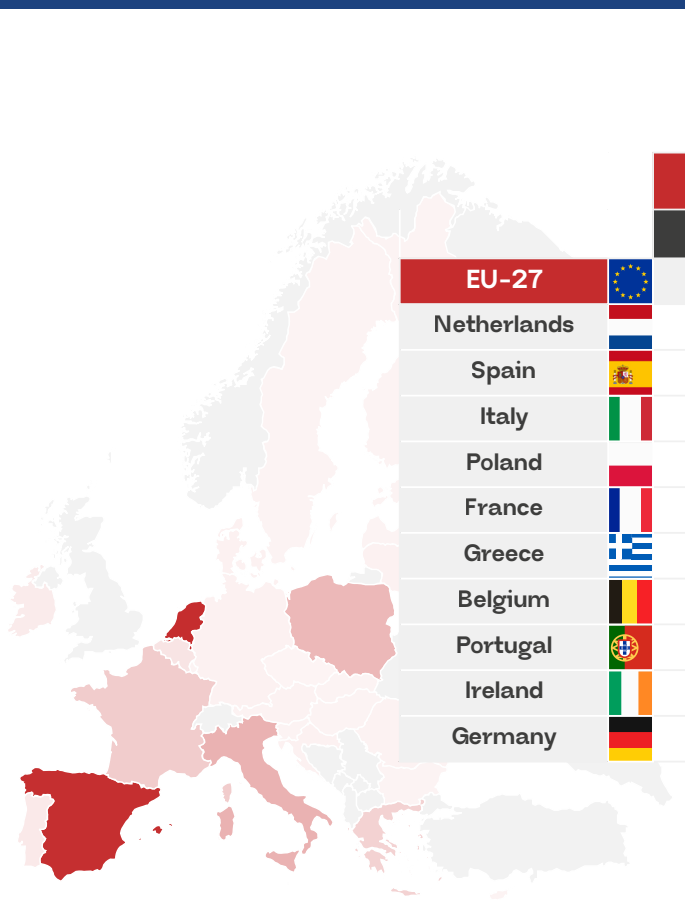 EU-27
Netherlands
Spain
Italy
Poland
France
Greece
Belgium
Portugal
Ireland
Germany